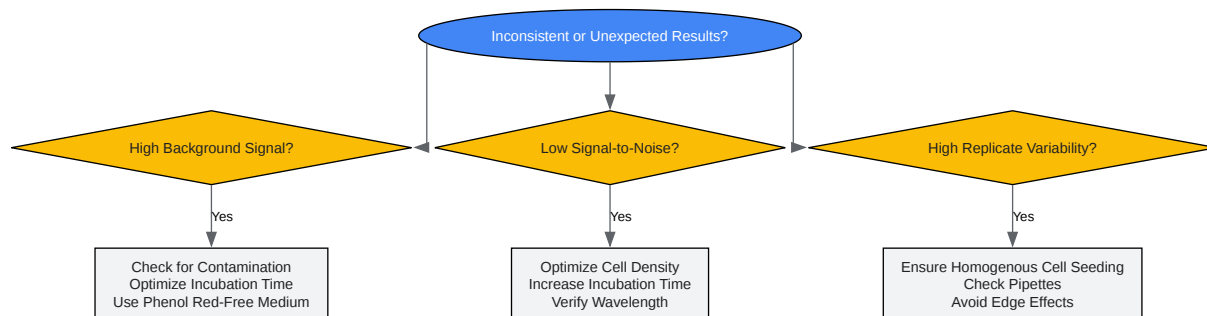 Inconsistent or Unexpected Results?
High Background Signal?
Low Signal-to-Noise?
High Replicate Variability?
Yes
Yes
Yes
Check for Contamination
Optimize Incubation Time
Use Phenol Red-Free Medium
Optimize Cell Density
Increase Incubation Time
Verify Wavelength
Ensure Homogenous Cell Seeding
Check Pipettes
Avoid Edge Effects